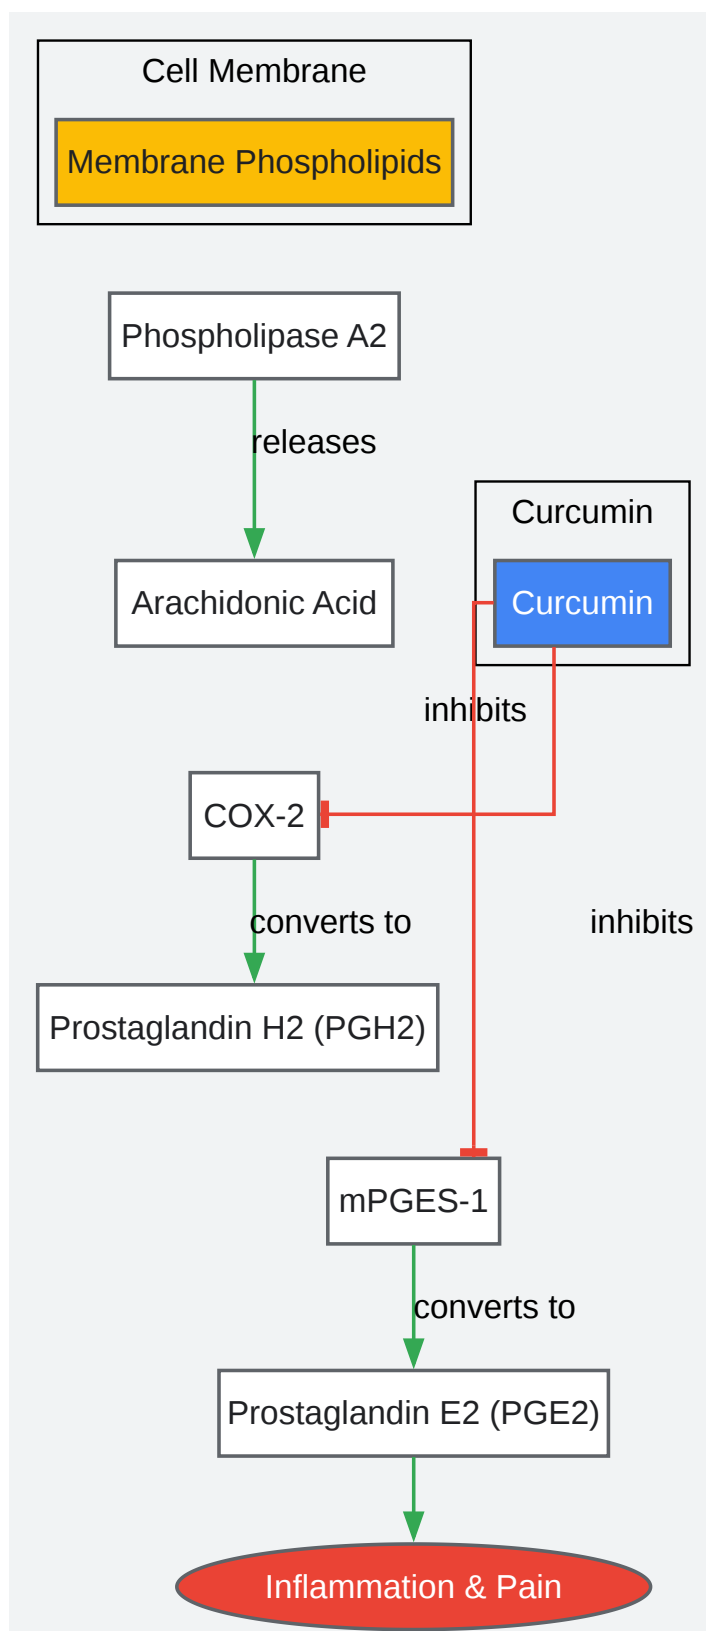 Cell Membrane
Membrane Phospholipids
Phospholipase A2
releases
Curcumin
Arachidonic Acid
Curcumin
inhibits
COX-2
converts to
inhibits
Prostaglandin H2 (PGH2)
mPGES-1
converts to
Prostaglandin E2 (PGE2)
Inflammation & Pain